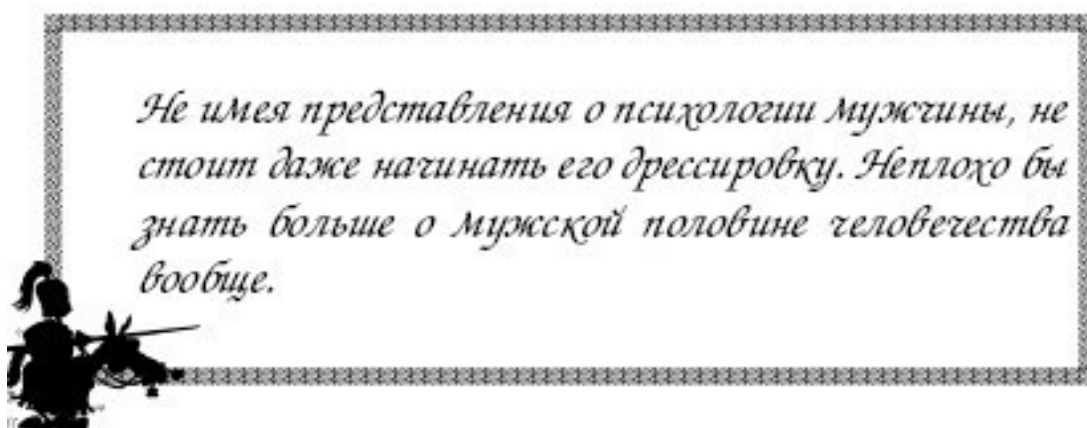 Не имея представления о психологии мужчины, не
стоит даже начинать его дрессировку. Неплохо бы
знать больше о мужской половине человечества
вообще.